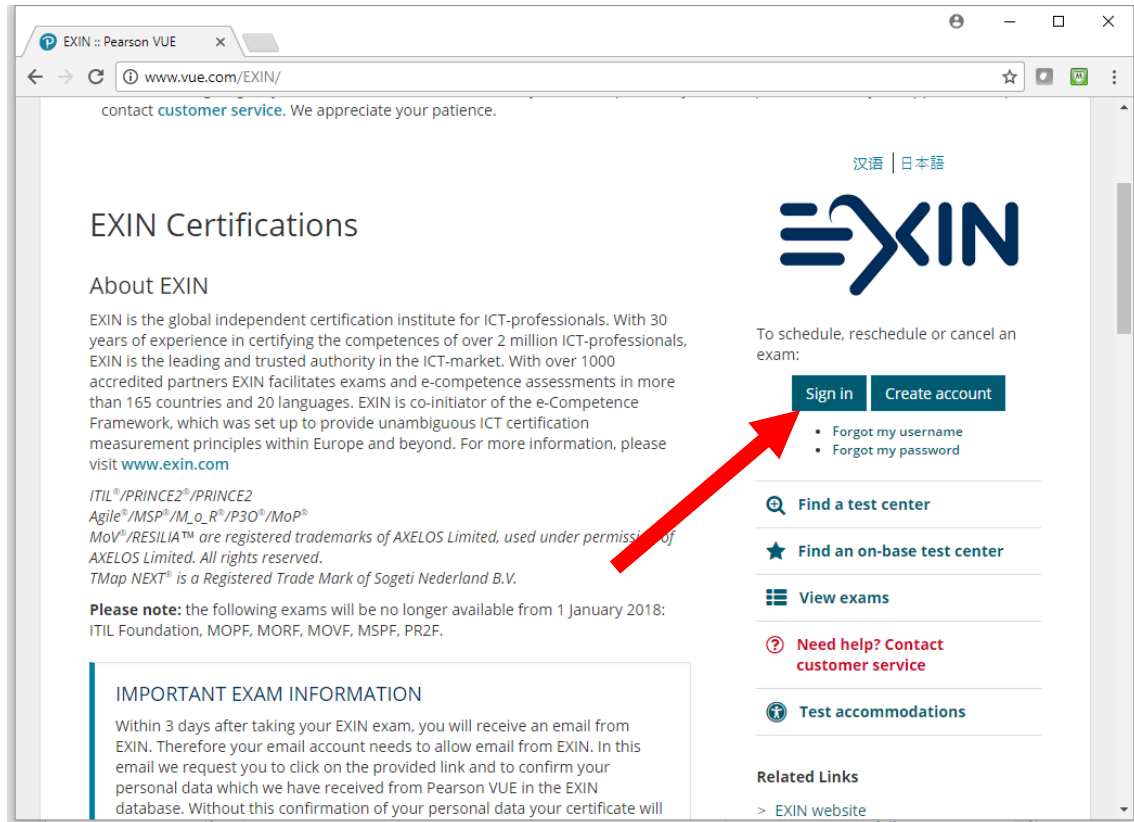 EXIN :: Pearson VUE
www.vue.com/EXIN/
contact customer service. We appreciate your patience.
汉语 | 日本語
EXIN
EXIN Certifications
About EXIN
EXIN is the global independent certification institute for ICT-professionals. With 30
years of experience in certifying the competences of over 2 million ICT-professionals,
EXIN is the leading and trusted authority in the ICT-market. With over 1000
accredited partners EXIN facilitates exams and e-competence assessments in more
than 165 countries and 20 languages. EXIN is co-initiator of the e-Competence
Framework, which was set up to provide unambiguous ICT certification
measurement principles within Europe and beyond. For more information, please
visit www.exin.com
ITIL®/PRINCE2®/PRINCE2
Agile®/MSP®/M_o_R®/P3O®/MoP®
MoV®/RESILIA™ are registered trademarks of AXELOS Limited, used under permission of
AXELOS Limited. All rights reserved.
TMap NEXT® is a Registered Trade Mark of Sogeti Nederland B.V.
Please note: the following exams will be no longer available from 1 January 2018:
ITIL Foundation, MOPF, MORF, MOVF, MSPF, PR2F.
IMPORTANT EXAM INFORMATION
Within 3 days after taking your EXIN exam, you will receive an email from
EXIN. Therefore your email account needs to allow email from EXIN. In this
email we request you to click on the provided link and to confirm your
personal data which we have received from Pearson VUE in the EXIN
database. Without this confirmation of your personal data your certificate will
To schedule, reschedule or cancel an
exam:
Sign in
Create account
Forgot my username
Forgot my password
Find a test center
Find an on-base test center
View exams
Need help? Contact
customer service
Test accommodations
Related Links
> EXIN website